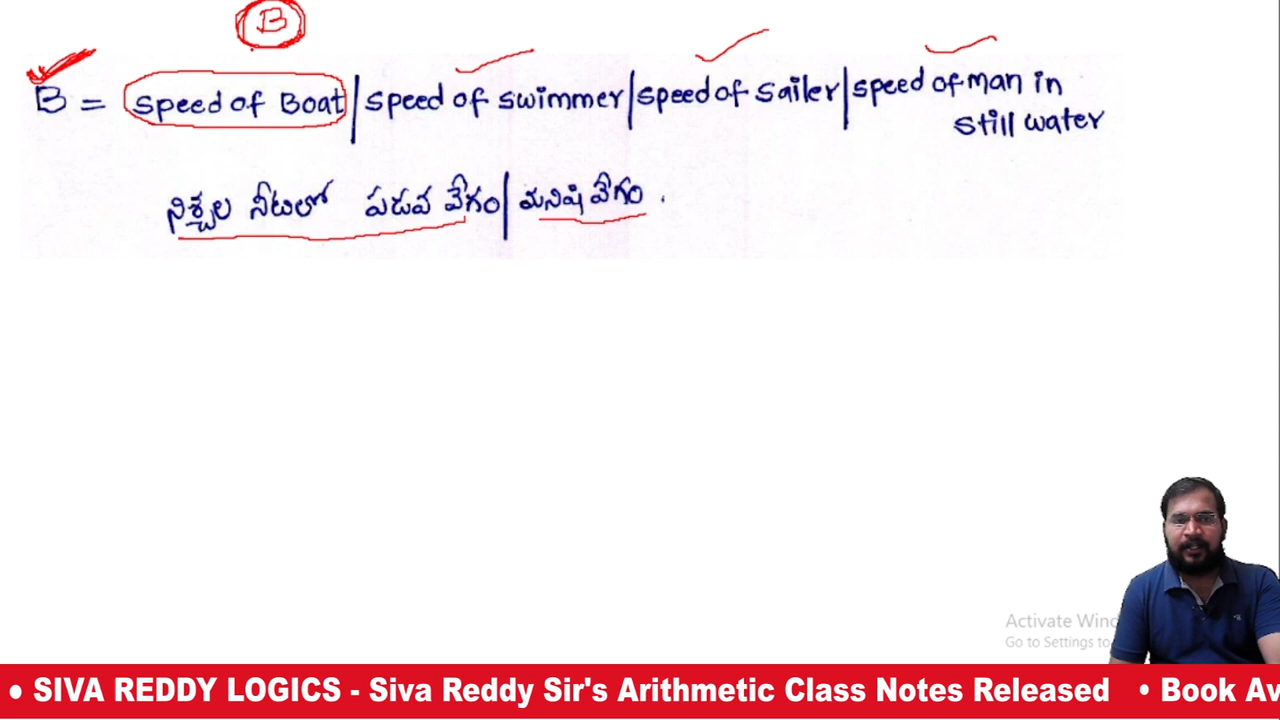 B
B = speed of Boat | speed of swimmer | speed of sailer | speed of man in
still water
నిశ్చల నీటిలో పడవ వేగం | మనిషి వేగం .
Activate Wind
Go to Settings to
• SIVA REDDY LOGICS - Siva Reddy Sir's Arithmetic Class Notes Released • Book Av